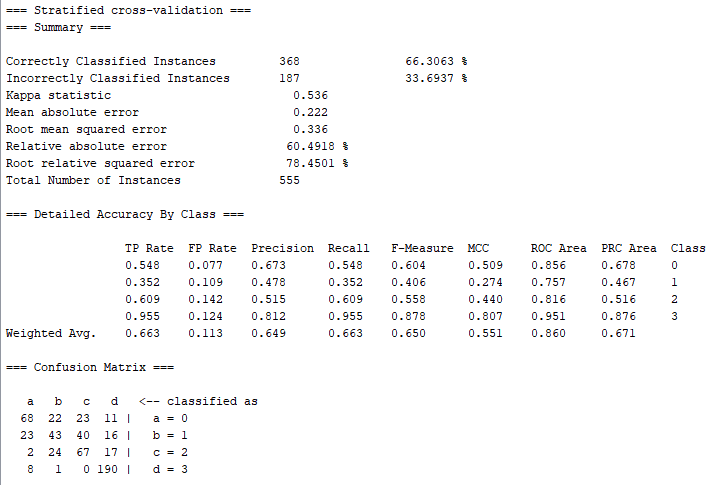 === Stratified cross-validation ===
=== Summary ===
Correctly Classified Instances 368 66.3063 %
Incorrectly Classified Instances 187 33.6937 %
Kappa statistic 0.536
Mean absolute error 0.222
Root mean squared error 0.336
Relative absolute error 60.4918 %
Root relative squared error 78.4501 %
Total Number of Instances 555
=== Detailed Accuracy By Class ===
TP Rate FP Rate Precision Recall F-Measure MCC ROC Area PRC Area Class
0.548 0.077 0.673 0.548 0.604 0.509 0.856 0.678 0
0.352 0.109 0.478 0.352 0.406 0.274 0.757 0.467 1
0.609 0.142 0.515 0.609 0.558 0.440 0.816 0.516 2
0.955 0.124 0.812 0.955 0.878 0.807 0.951 0.876 3
Weighted Avg. 0.663 0.113 0.649 0.663 0.650 0.551 0.860 0.671
=== Confusion Matrix ===
a b c d <-- classified as
68 22 23 11 | a = 0
23 43 40 16 | b = 1
2 24 67 17 | c = 2
8 1 0 190 | d = 3